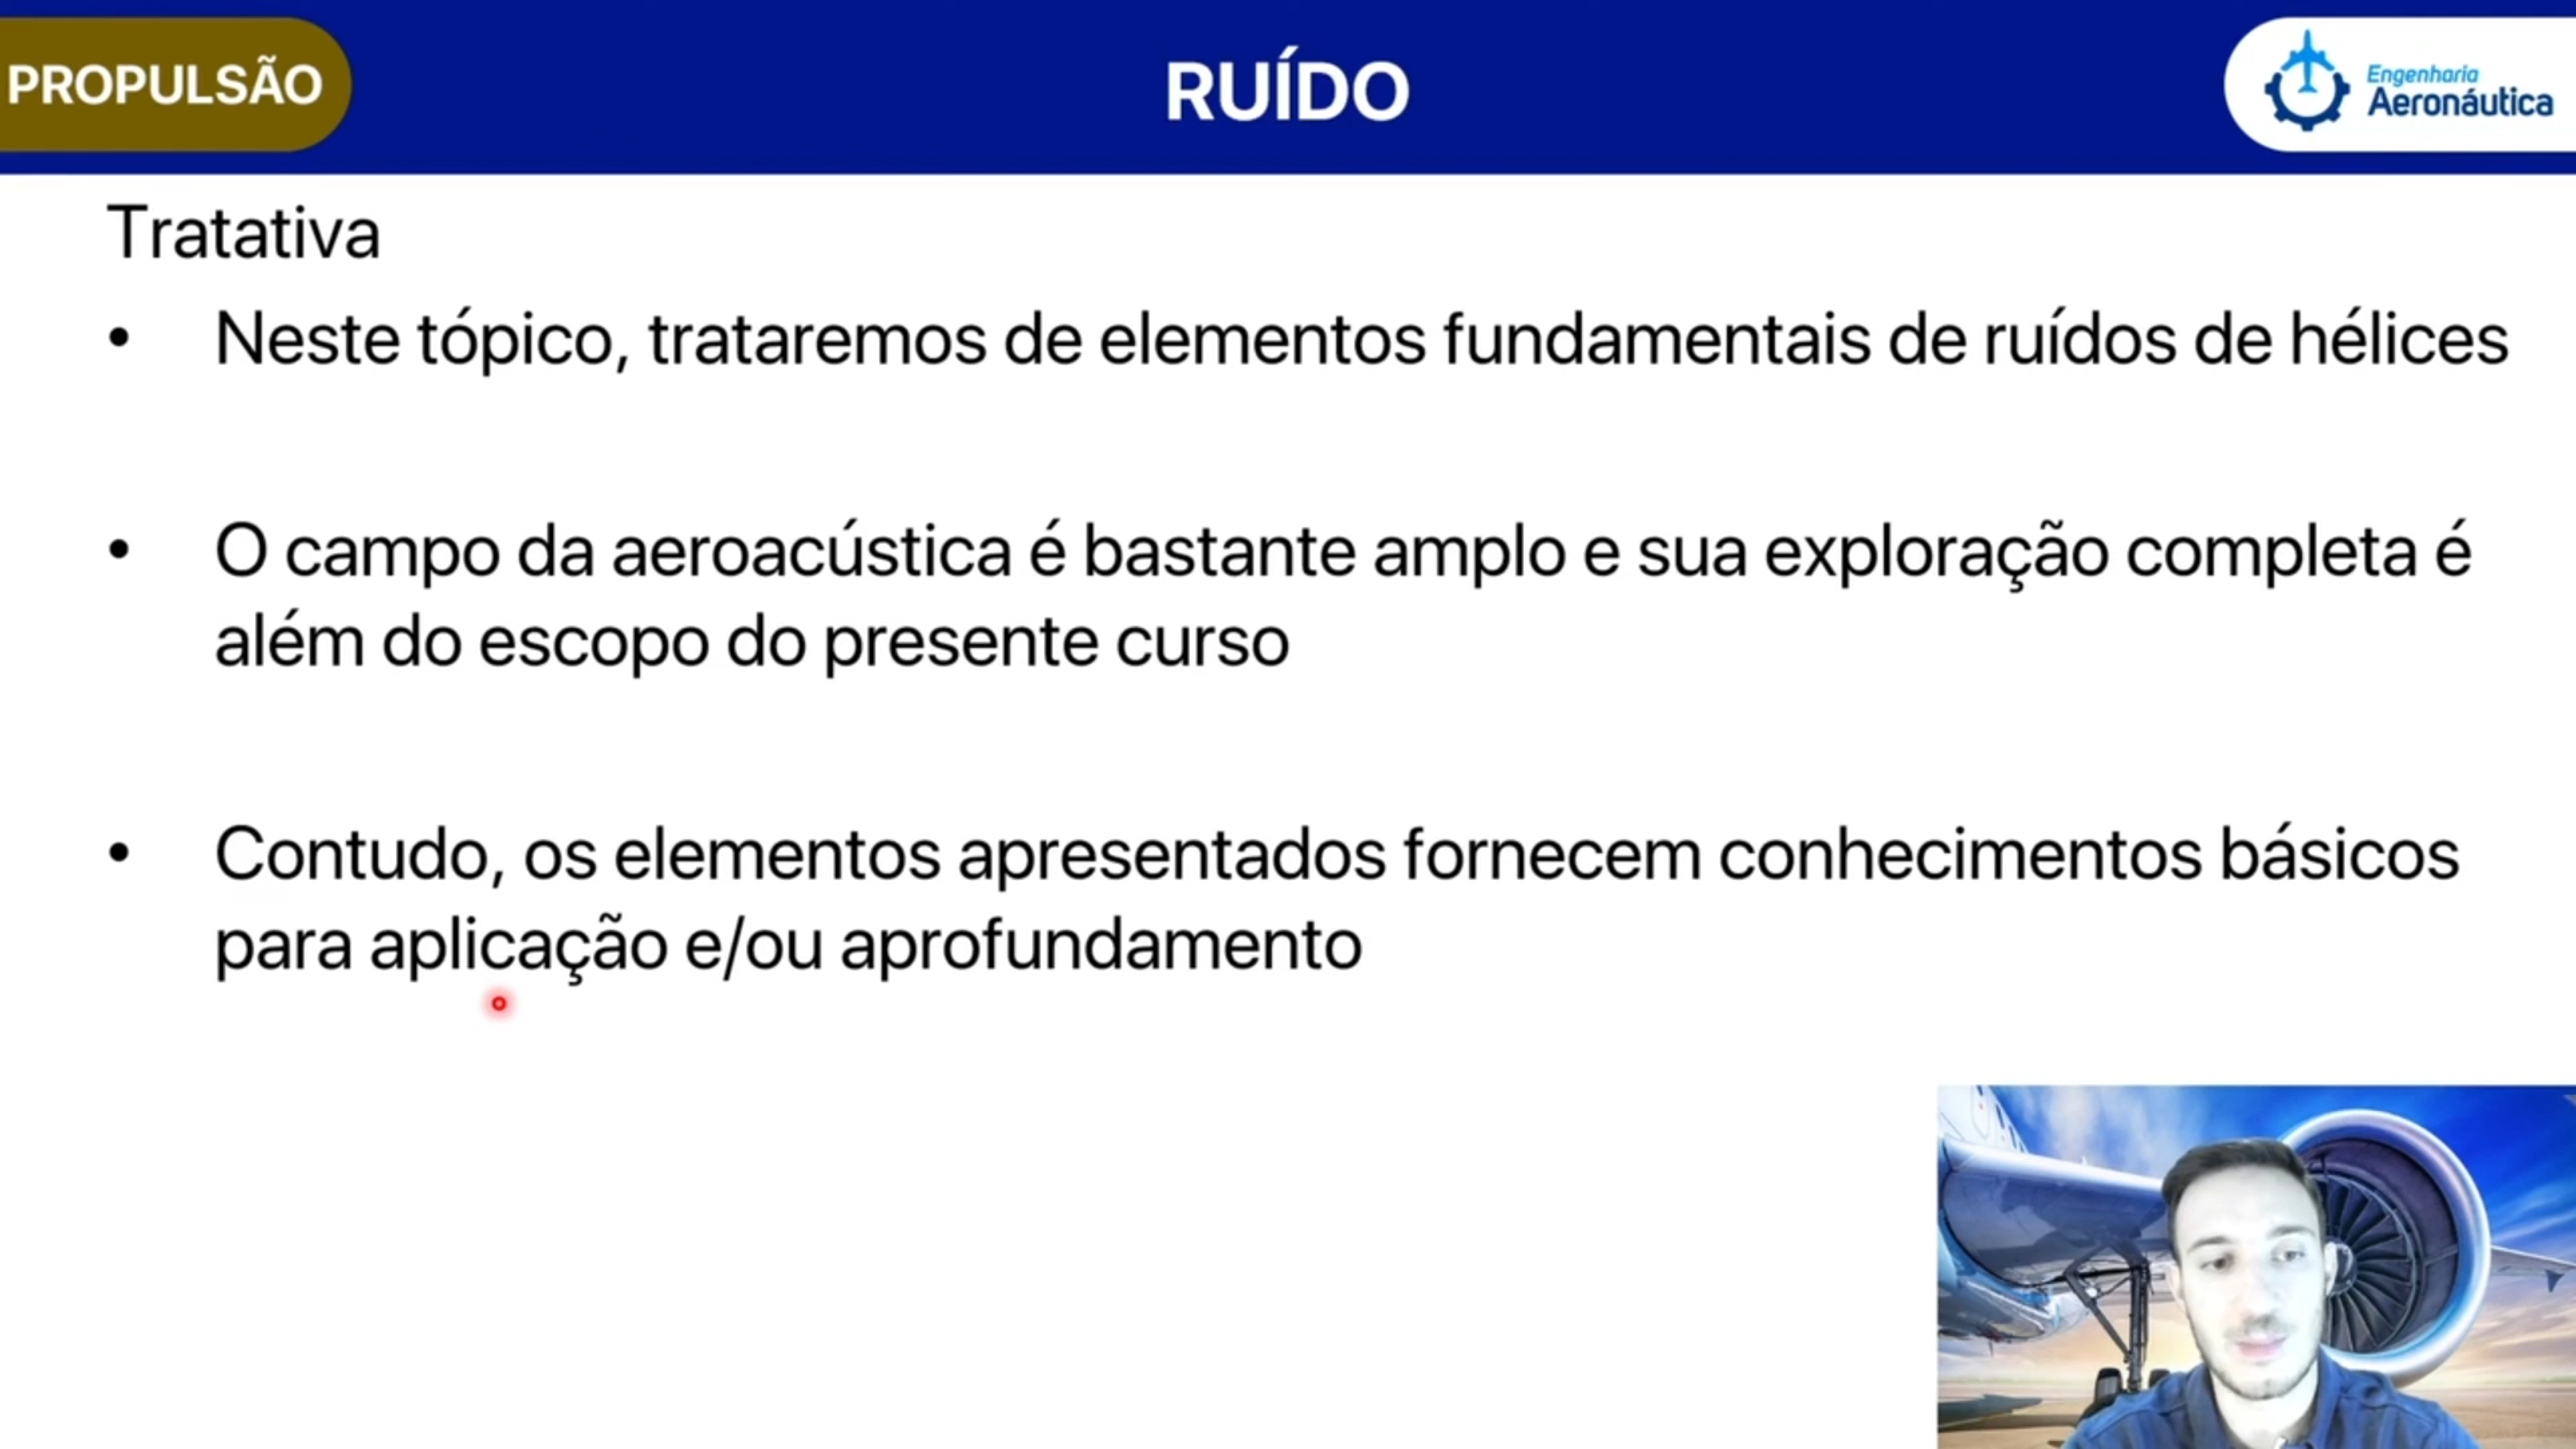 PROPULSÃO
RUÍDO
Engenharia
Aeronáutica
Tratativa
• Neste tópico, trataremos de elementos fundamentais de ruídos de hélices
• O campo da aeroacústica é bastante amplo e sua exploração completa é
além do escopo do presente curso
• Contudo, os elementos apresentados fornecem conhecimentos básicos
para aplicação e/ou aprofundamento